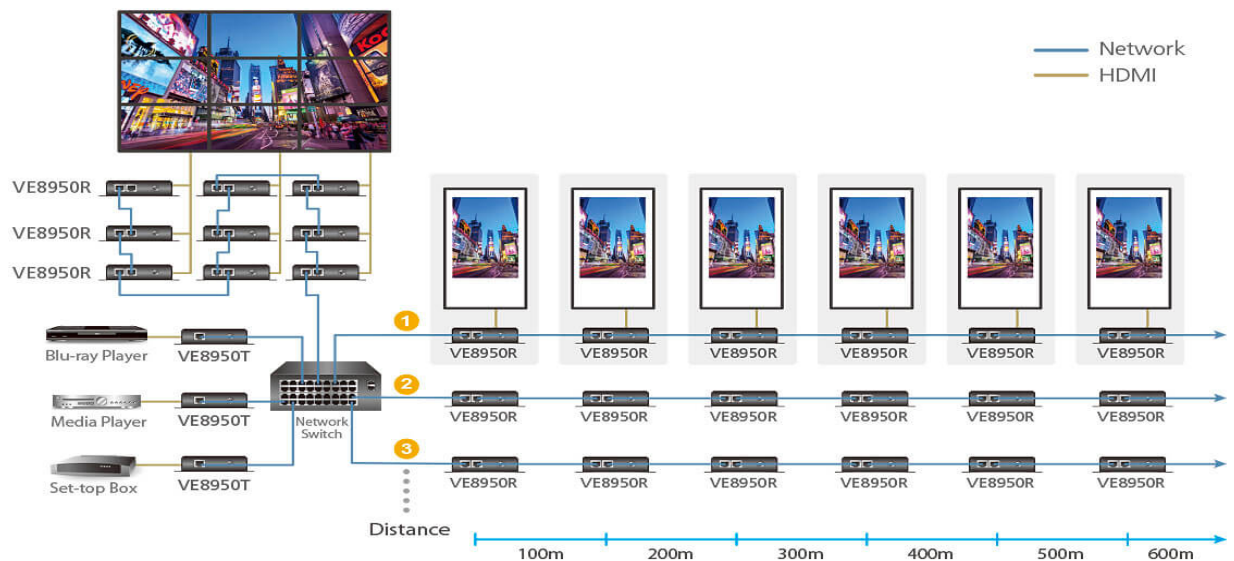 Network
HDMI
VE8950R
VE8950R
VE8950R
Blu-ray Player
VE8950T
Media Player
VE8950T
Set-top Box
VE8950T
Network
Switch
1
VE8950R VE8950R VE8950R VE8950R VE8950R VE8950R
2
VE8950R VE8950R VE8950R VE8950R VE8950R VE8950R
3
VE8950R VE8950R VE8950R VE8950R VE8950R VE8950R
Distance
100m 200m 300m 400m 500m 600m